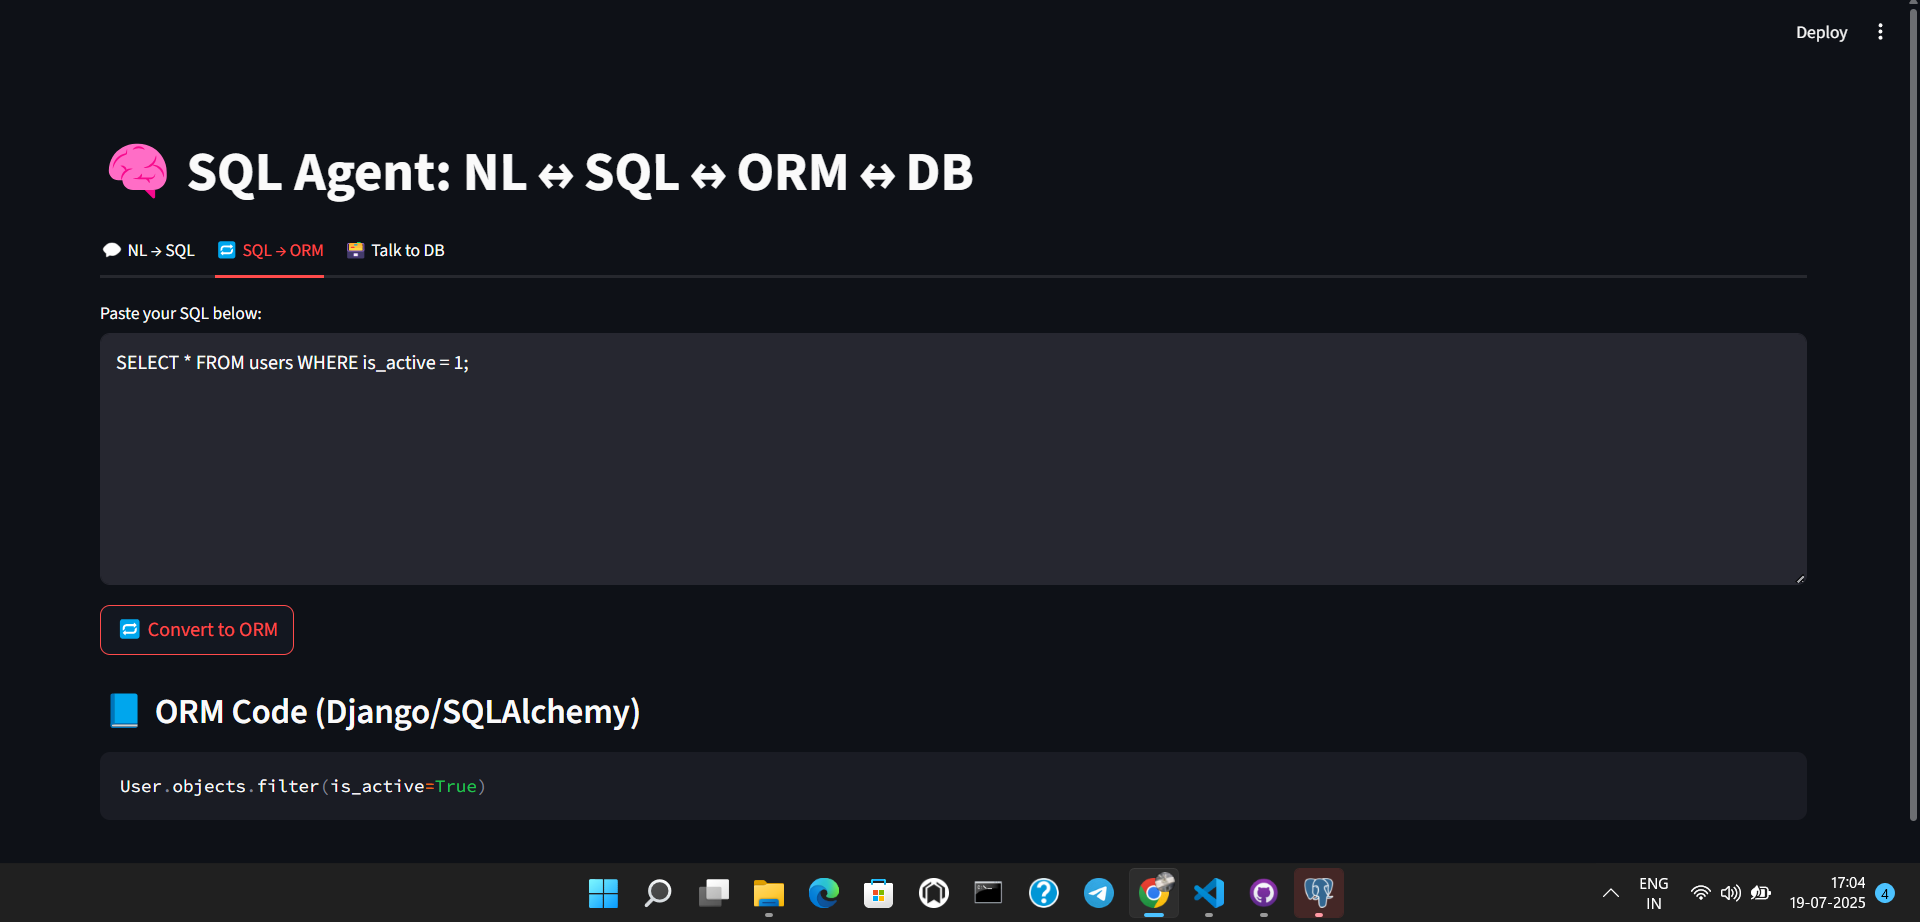 Deploy
SQL Agent: NL ↔ SQL ↔ ORM ↔ DB
NL → SQL SQL → ORM Talk to DB
Paste your SQL below:
SELECT * FROM users WHERE is_active = 1;
Convert to ORM
ORM Code (Django/SQLAlchemy)
User.objects.filter(is_active=True)
ENG
IN
17:04
19-07-2025
4